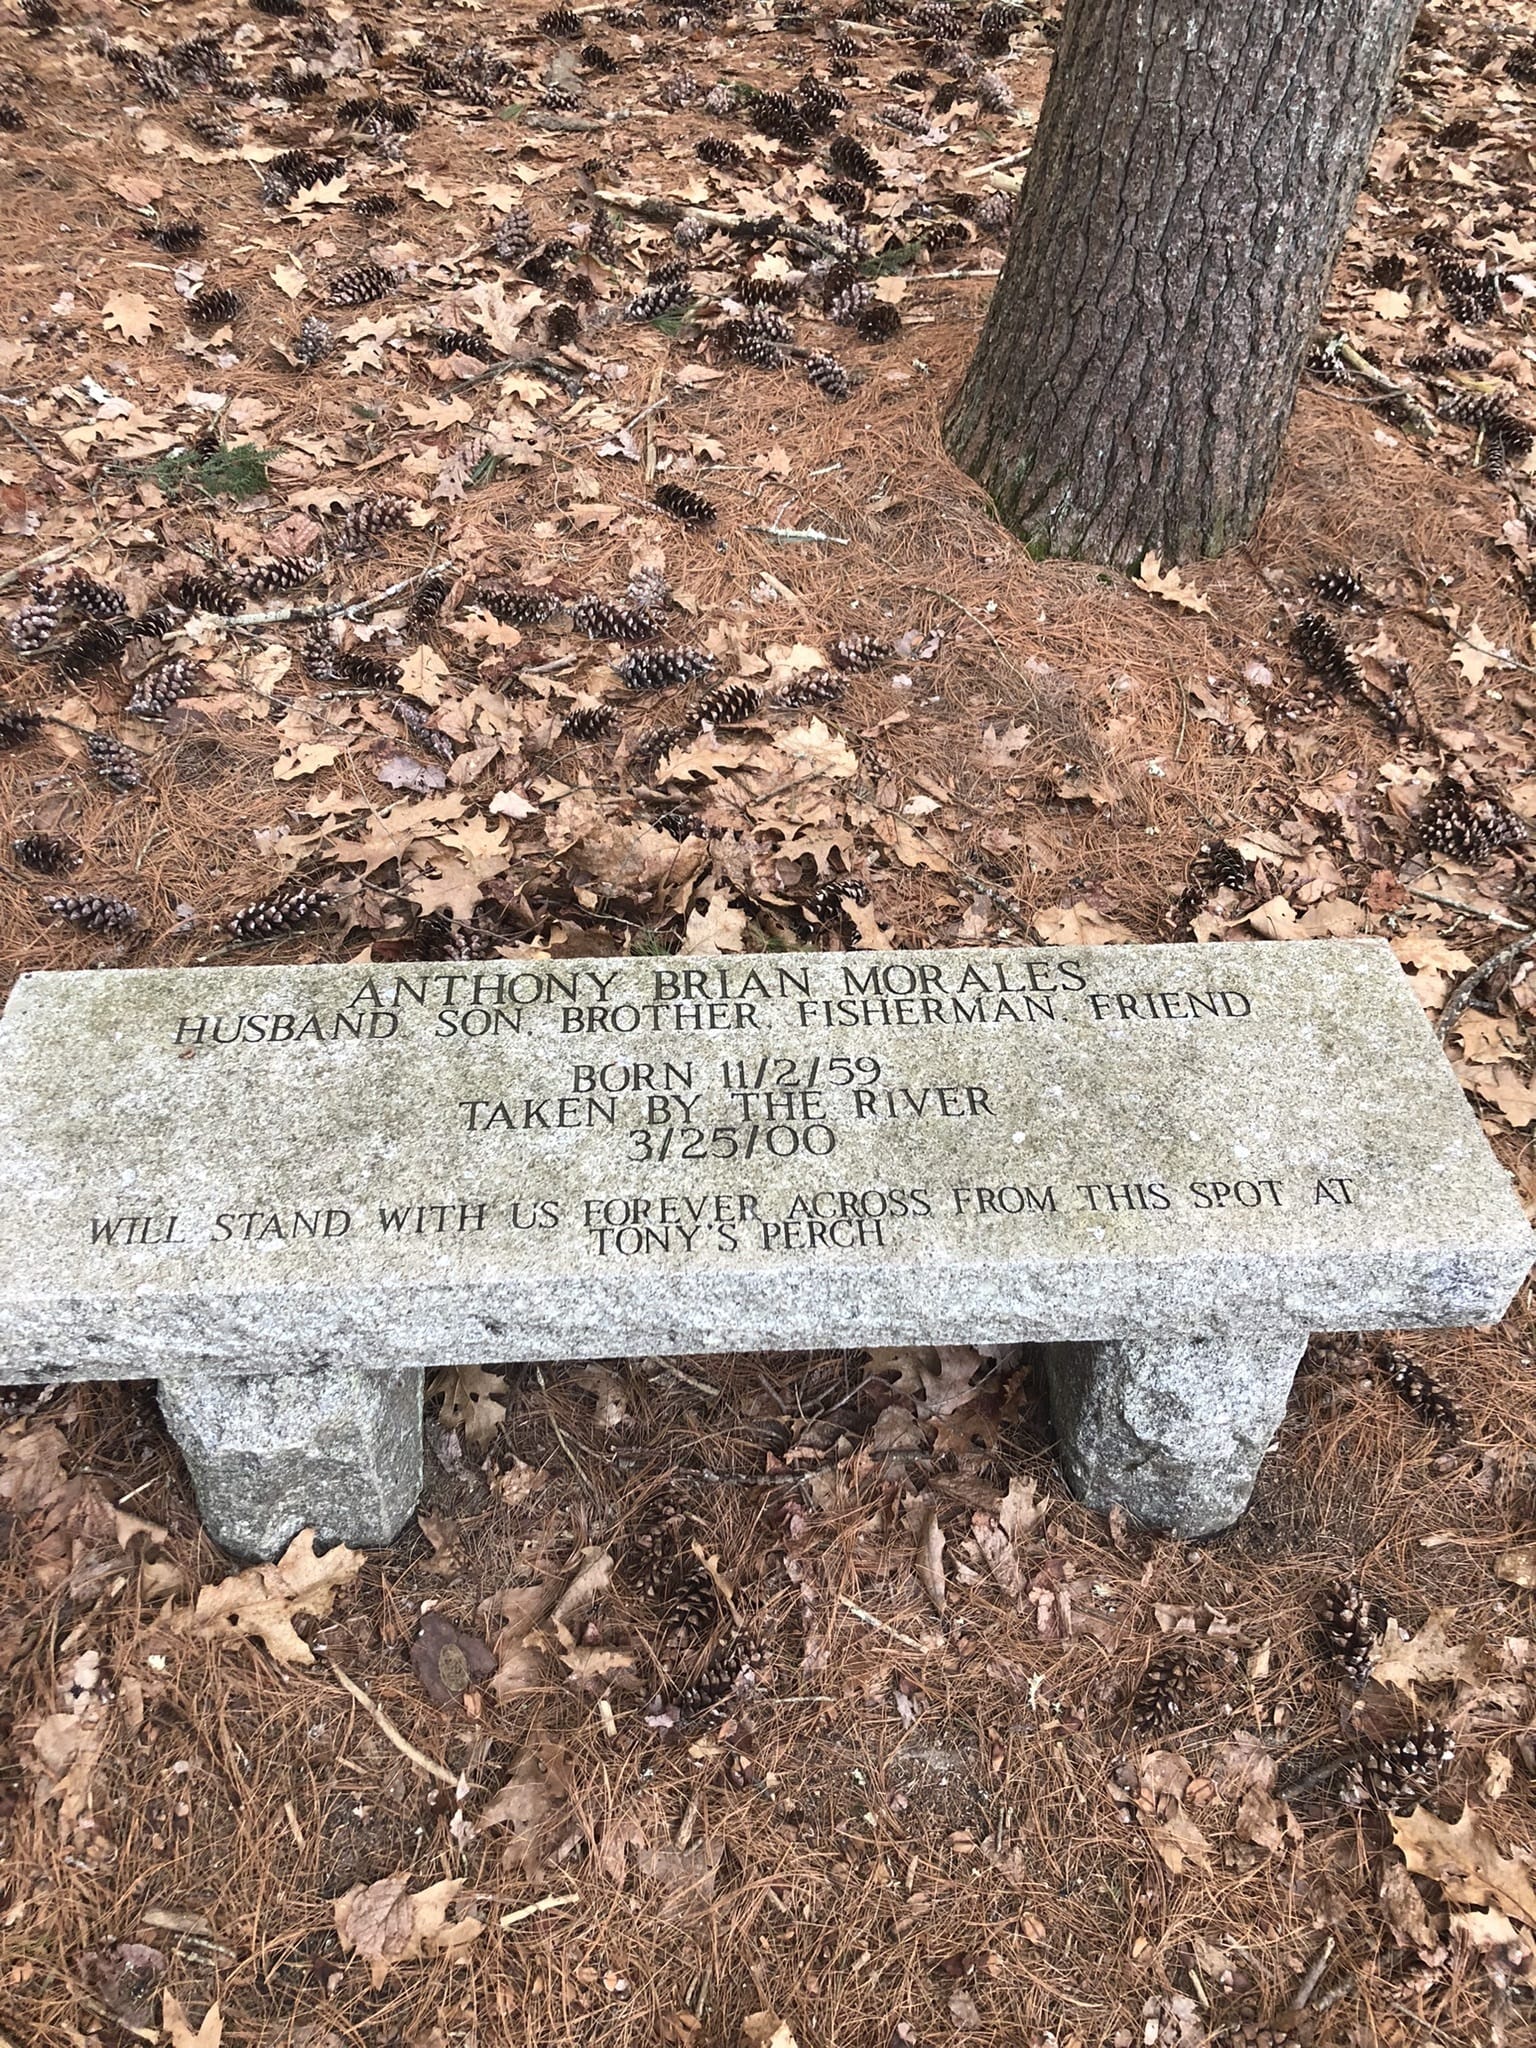 ANTHONY BRIAN MORALES
HUSBAND, SON, BROTHER, FISHERMAN, FRIEND
BORN 11/2/59
TAKEN BY THE RIVER
3/25/00
WILL STAND WITH US FOREVER ACROSS FROM THIS SPOT AT
TONY'S PERCH